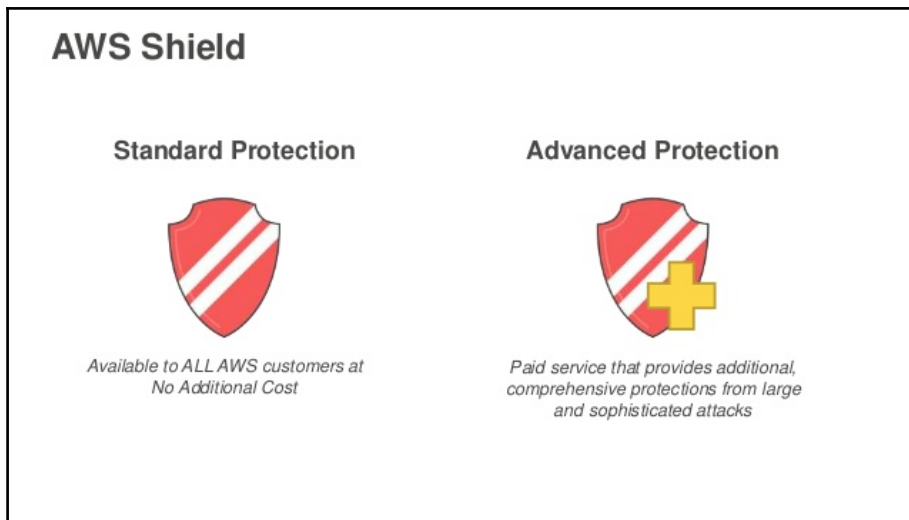 AWS Shield
Standard Protection
Available to ALL AWS customers at
No Additional Cost
Advanced Protection
Paid service that provides additional,
comprehensive protections from large
and sophisticated attacks